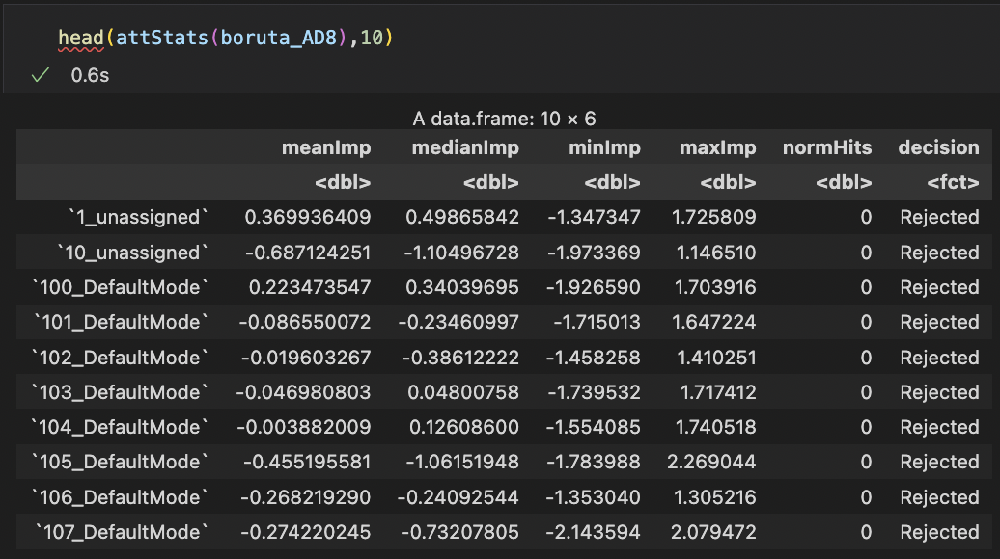 head(attStats(boruta_AD8),10)
✓ 0.6s
A data.frame: 10 × 6
meanImp medianImp minImp maxImp normHits decision
<dbl> <dbl> <dbl> <dbl> <dbl> <fct>
`1_unassigned` 0.369936409 0.49865842 -1.347347 1.725809 0 Rejected
`10_unassigned` -0.687124251 -1.10496728 -1.973369 1.146510 0 Rejected
`100_DefaultMode` 0.223473547 0.34039695 -1.926590 1.703916 0 Rejected
`101_DefaultMode` -0.086550072 -0.23460997 -1.715013 1.647224 0 Rejected
`102_DefaultMode` -0.019603267 -0.38612222 -1.458258 1.410251 0 Rejected
`103_DefaultMode` -0.046980803 0.04800758 -1.739532 1.717412 0 Rejected
`104_DefaultMode` -0.003882009 0.12608600 -1.554085 1.740518 0 Rejected
`105_DefaultMode` -0.455195581 -1.06151948 -1.783988 2.269044 0 Rejected
`106_DefaultMode` -0.268219290 -0.24092544 -1.353040 1.305216 0 Rejected
`107_DefaultMode` -0.274220245 -0.73207805 -2.143594 2.079472 0 Rejected